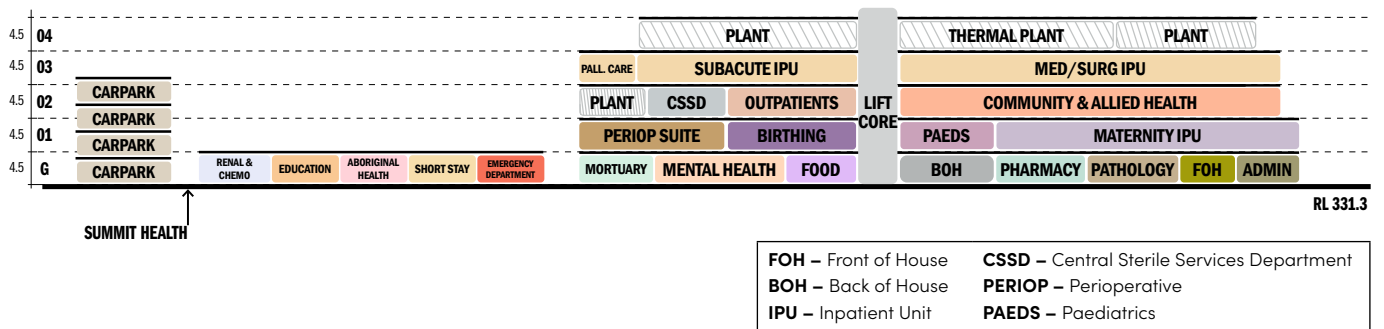 4.5 04 PLANT THERMAL PLANT PLANT
4.5 03 PALL. CARE SUBACUTE IPU MED/SURG IPU
CARPARK
4.5 02 PLANT CSSD OUTPATIENTS LIFT CORE COMMUNITY & ALLIED HEALTH
CARPARK
4.5 01 PERIOP SUITE BIRTHING PAEDS MATERNITY IPU
CARPARK
4.5 G CARPARK RENAL & CHEMO EDUCATION ABORIGINAL HEALTH SHORT STAY EMERGENCY DEPARTMENT MORTUARY MENTAL HEALTH FOOD BOH PHARMACY PATHOLOGY FOH ADMIN
RL 331.3
SUMMIT HEALTH
FOH – Front of House CSSD – Central Sterile Services Department
BOH – Back of House PERIOP – Perioperative
IPU – Inpatient Unit PAEDS – Paediatrics